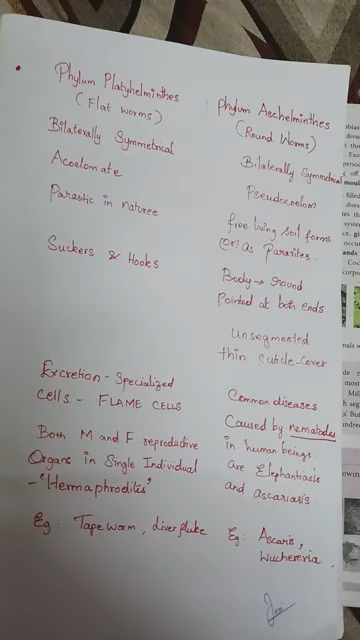 Phylum Platyhelminthes
(Flat worms)
Bilaterally Symmetrical
Acoelomate
Parastic in naturee
Suckers & Hooks
Excretion - Specialized
cells - FLAME CELLS
Both M and F reproductive
Organs in Single Individual
- 'Hermaphrodites'
Eg: Tape worm, liver fluke
Phylum Aschelminthes
(Round Worms)
Bilaterally Symmetrical
Pseudocoelom
free living soil forms
(Or) As Parasites.
Body → round
Pointed at both ends
Unsegmented
thin cuticle-cover
Common diseases
Caused by nematodes
in human beings
are Elephantiasis
and ascariasis.
Eg: Ascaris,
Wuchereria.